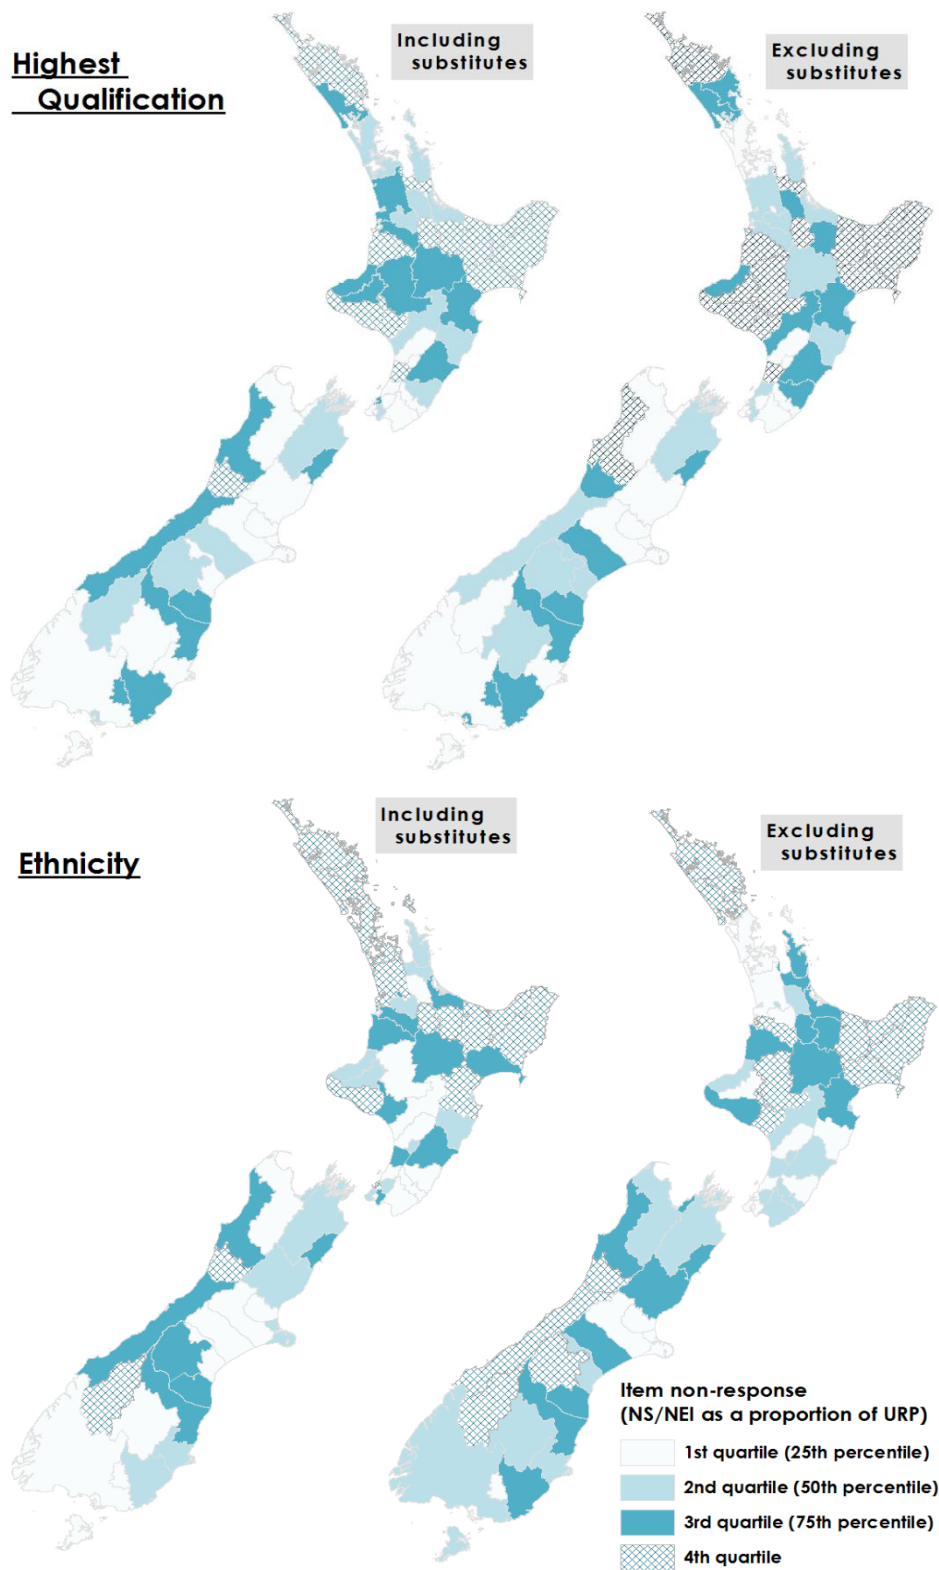 Highest
Qualification
Including
substitutes
Excluding
substitutes
Ethnicity
Including
substitutes
Excluding
substitutes
Item non-response
(NS/NEI as a proportion of URP)
1st quartile (25th percentile)
2nd quartile (50th percentile)
3rd quartile (75th percentile)
4th quartile